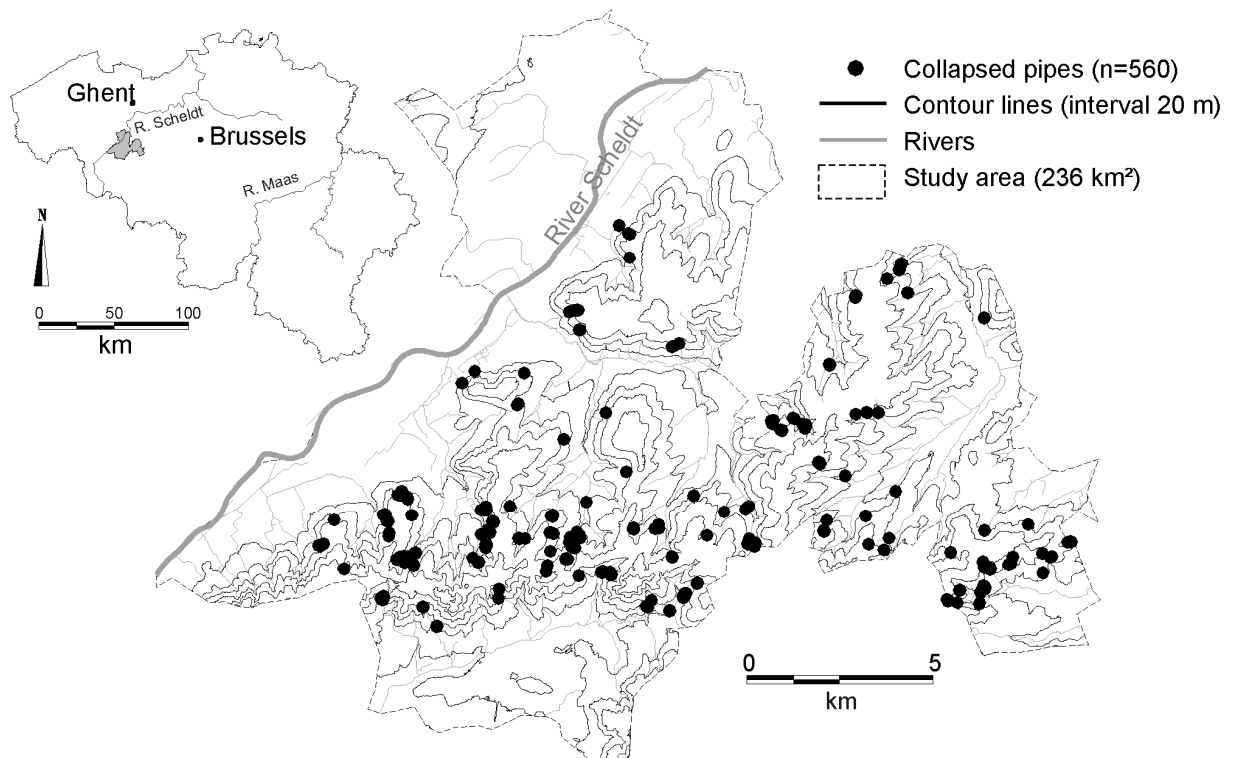 Ghent
R. Scheldt
Brussels
R. Maas
N
0 50 100
km
River Scheldt
Collapsed pipes (n=560)
Contour lines (interval 20 m)
Rivers
Study area (236 km²)
0 5
km